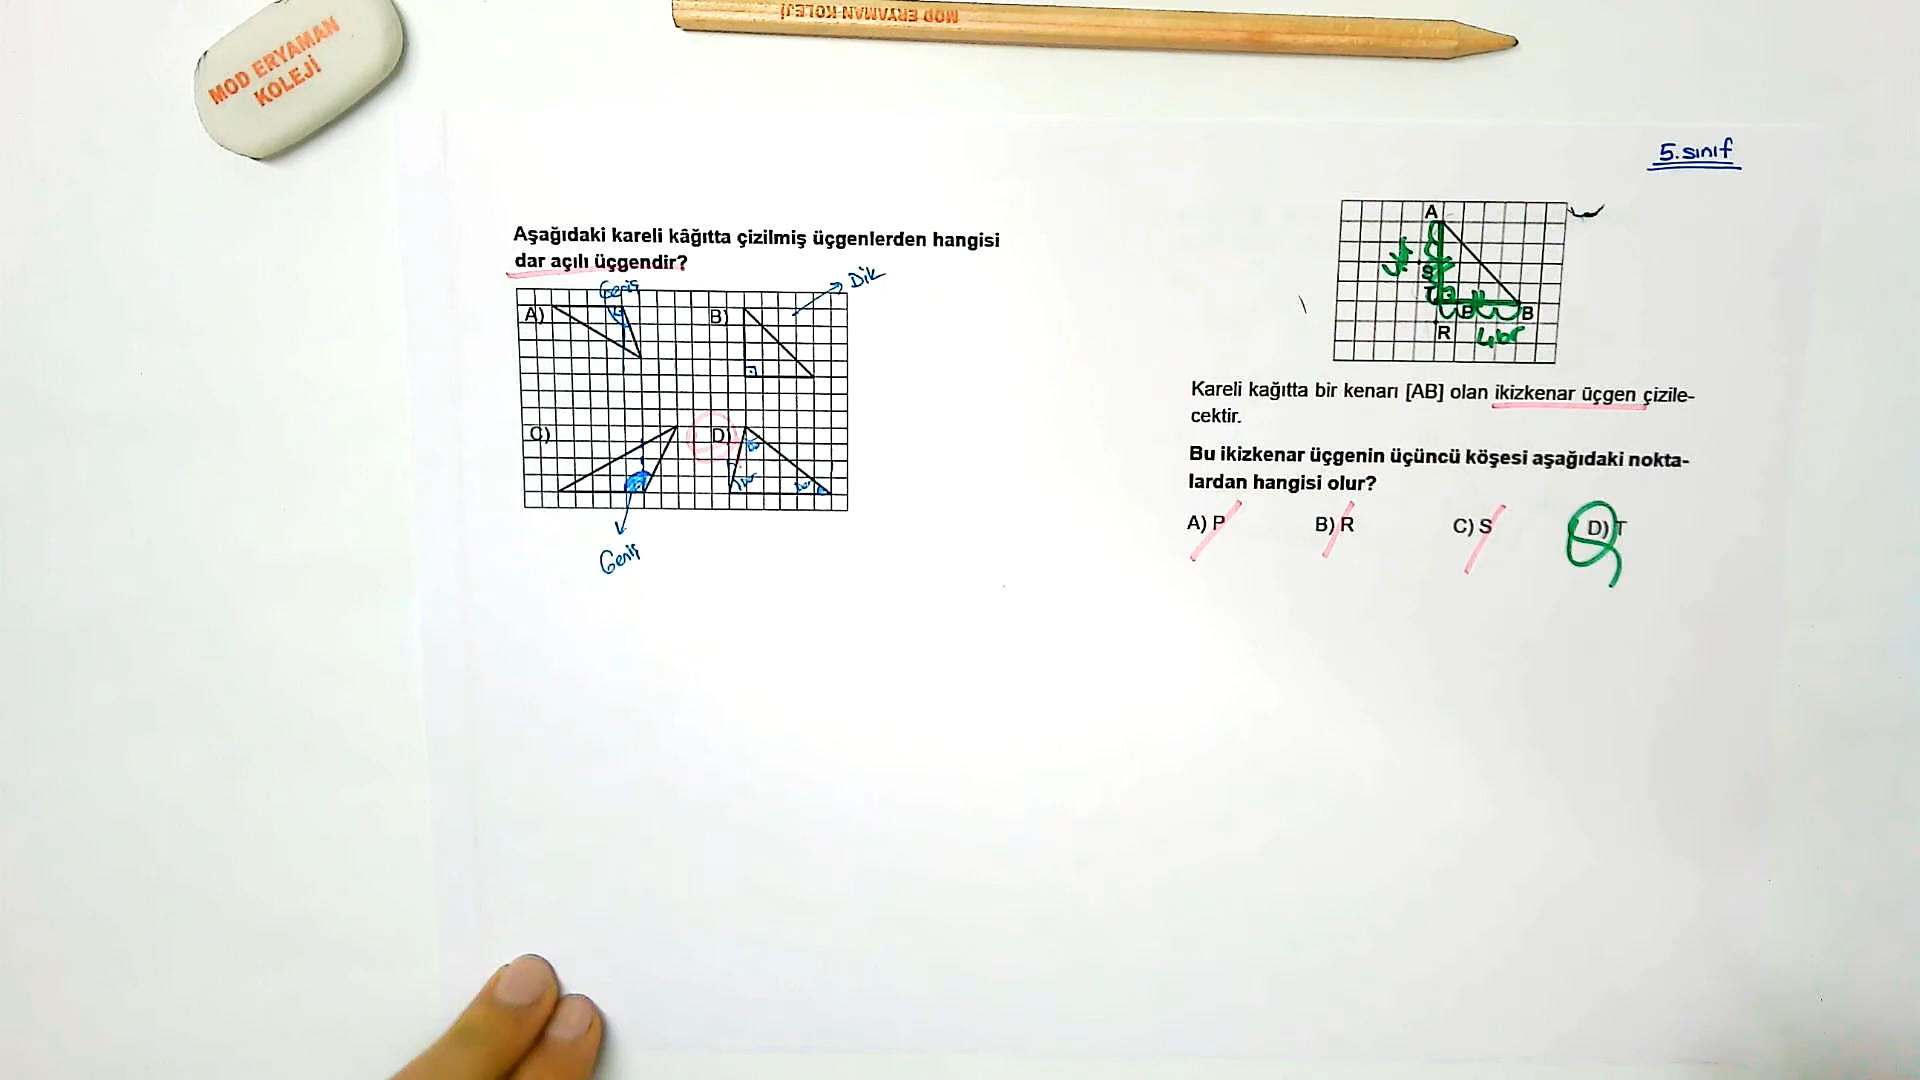 MOD ERYAMAN
KOLEJİ
MOD ERYAMAN KOLEJİ
5.sınıf
Aşağıdaki kareli kâğıtta çizilmiş üçgenlerden hangisi
dar açılı üçgendir?
Geniş
Dik
A)
B)
C)
D)
Geniş
A
S
T
P
B
R
4br
Kareli kağıtta bir kenarı [AB] olan ikizkenar üçgen çizile-
cektir.
Bu ikizkenar üçgenin üçüncü köşesi aşağıdaki nokta-
lardan hangisi olur?
A) P
B) R
C) S
D) T